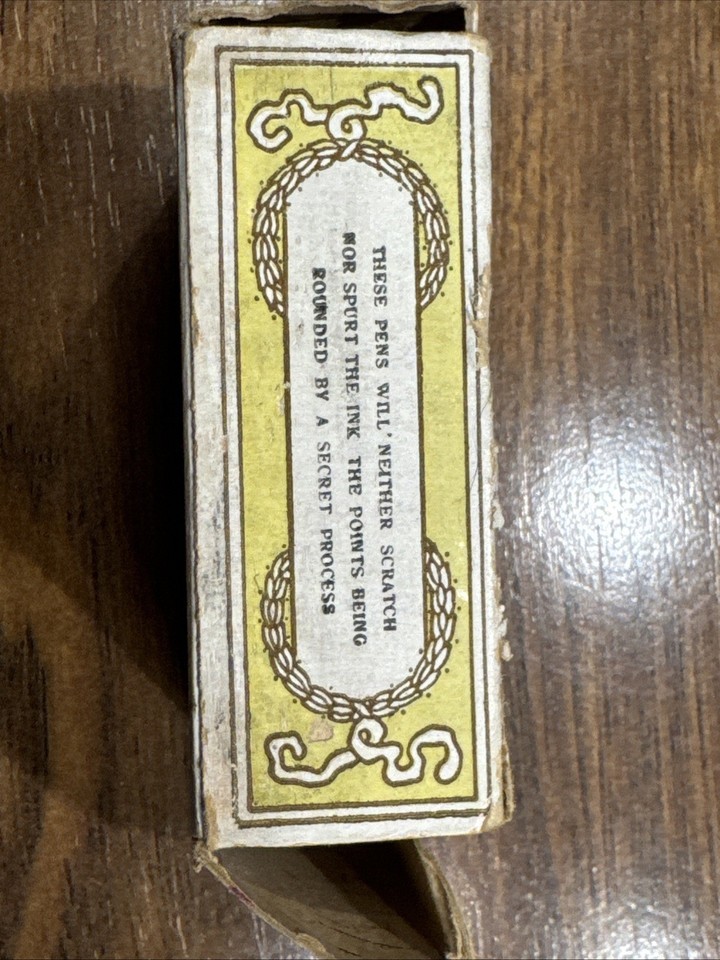 THESE PENS WILL NEITHER SCRATCH
NOR SPURT THE INK THE POINTS BEING
ROUNDED BY A SECRET PROCESS